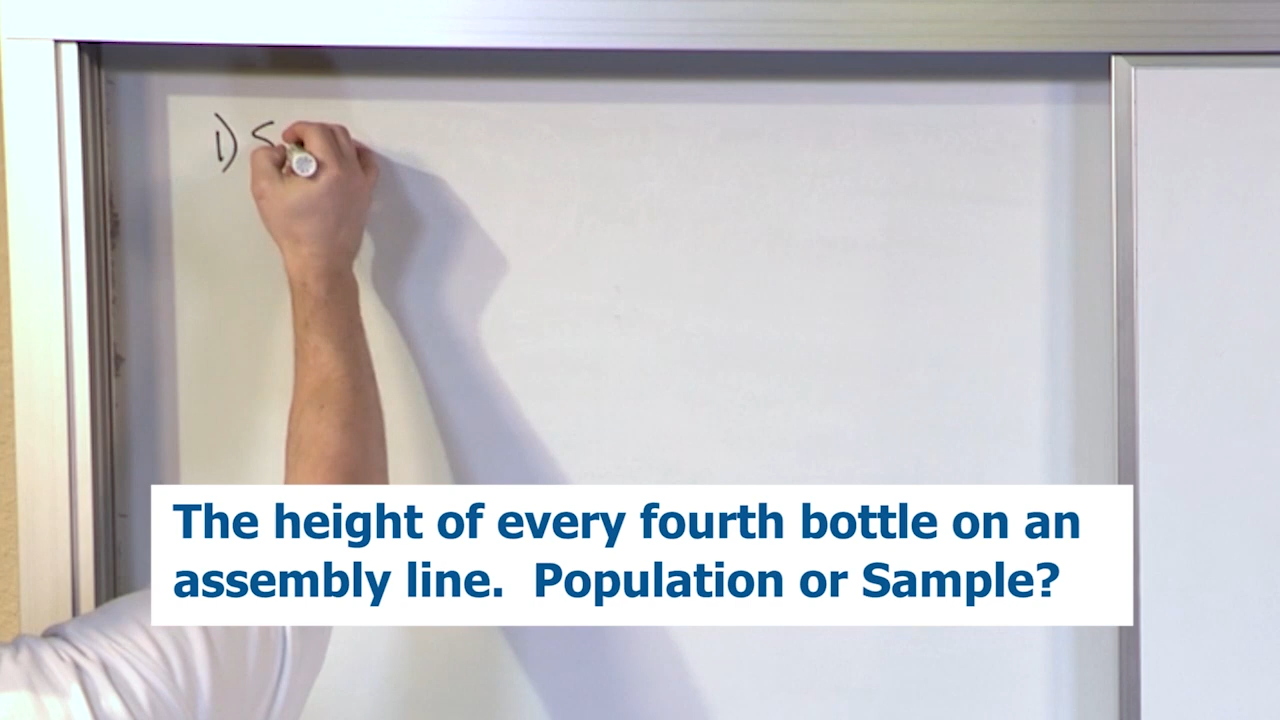 1) S
The height of every fourth bottle on an
assembly line.  Population or Sample?